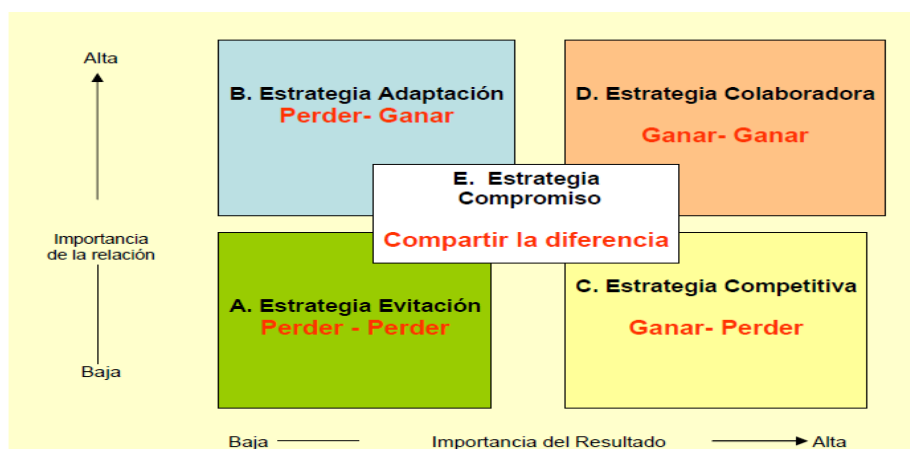 Alta
B. Estrategia Adaptación
Perder- Ganar
D. Estrategia Colaboradora
Ganar- Ganar
E. Estrategia
Compromiso
Compartir la diferencia
Importancia
de la relación
A. Estrategia Evitación
Perder - Perder
C. Estrategia Competitiva
Ganar- Perder
Baja
Baja
Importancia del Resultado
Alta